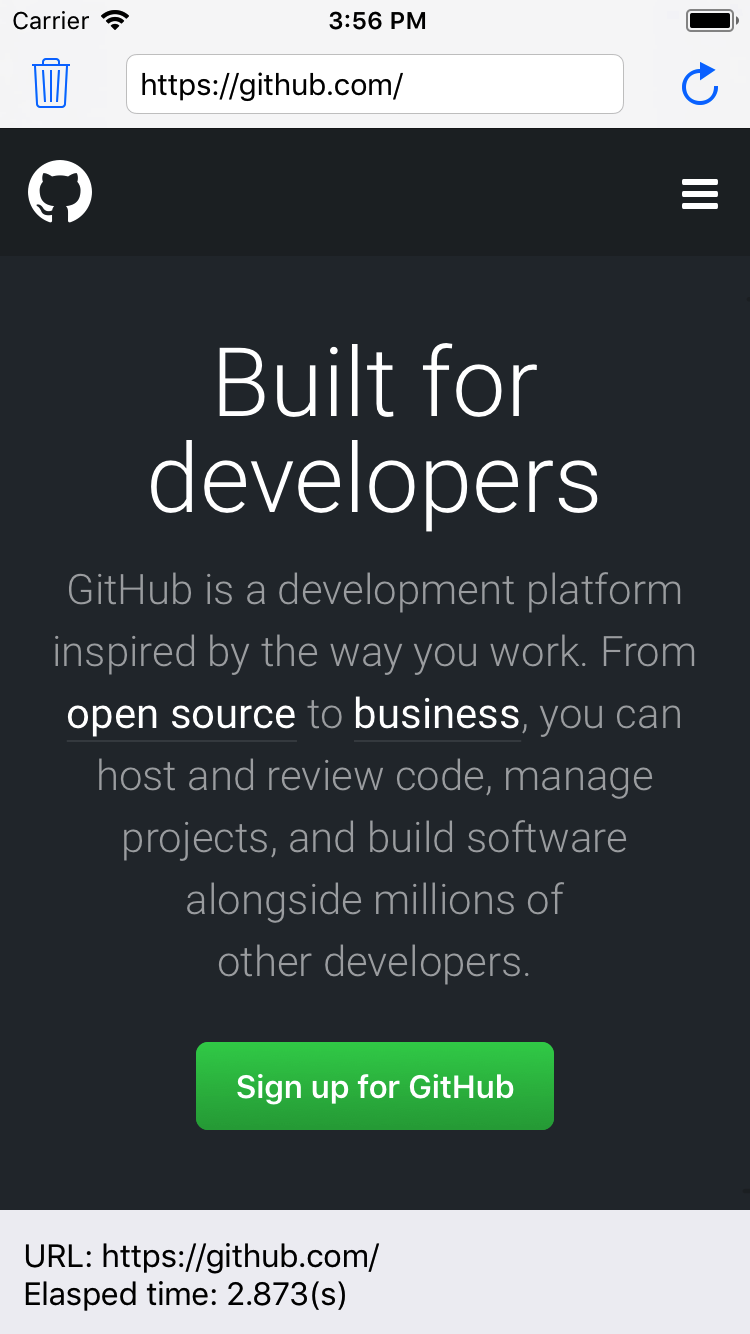 Carrier 3:56 PM
https://github.com/
Built for
developers
GitHub is a development platform
inspired by the way you work. From
open source to business, you can
host and review code, manage
projects, and build software
alongside millions of
other developers.
Sign up for GitHub
URL: https://github.com/
Elasped time: 2.873(s)